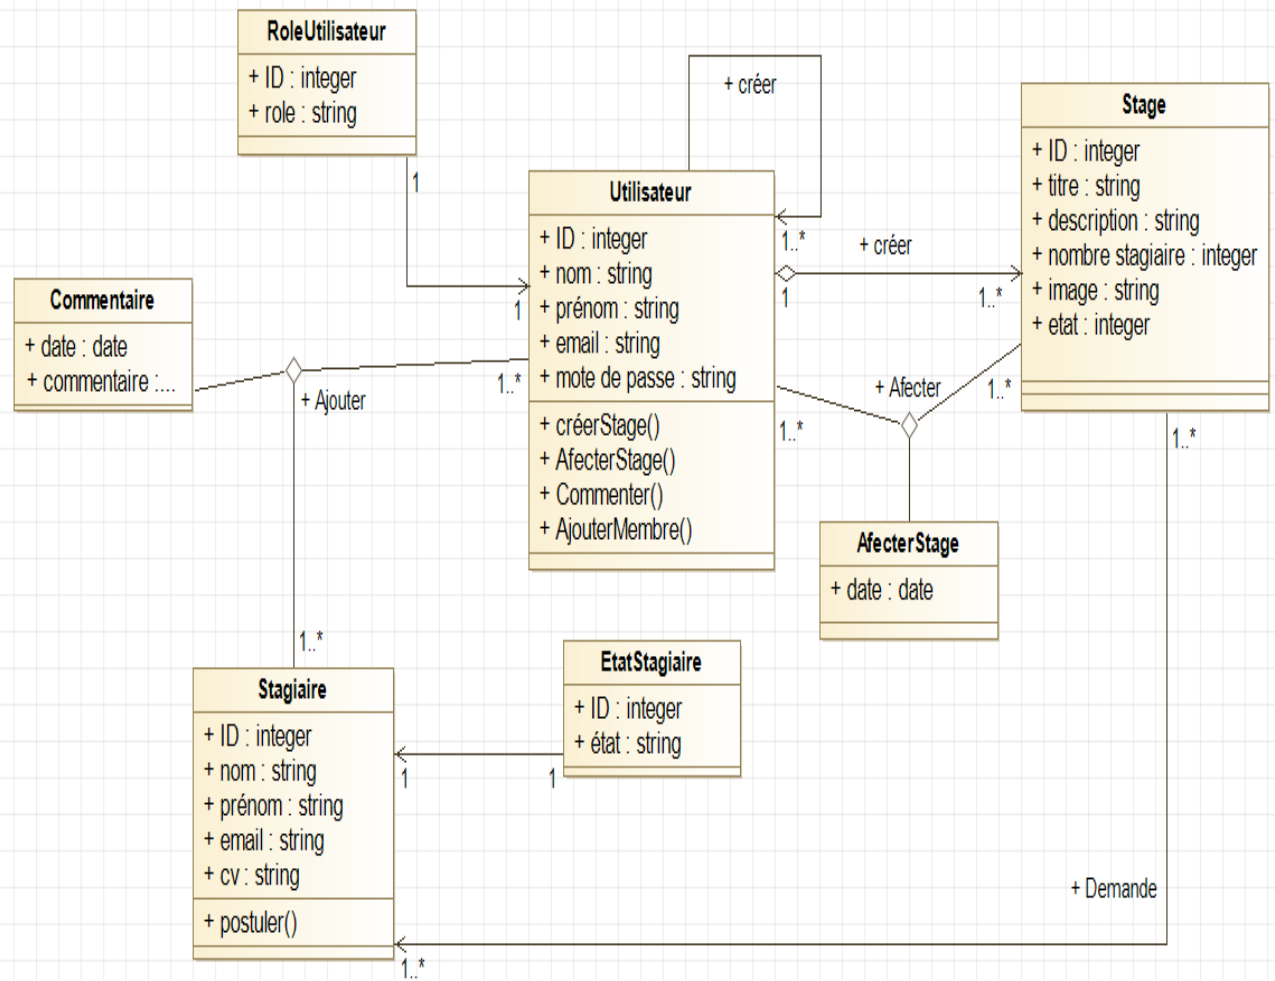 RoleUtilisateur
+ ID : integer
+ role : string
1
+ créer
Stage
+ ID : integer
+ titre : string
+ description : string
+ nombre stagiaire : integer
+ image : string
+ etat : integer
Utilisateur
+ ID : integer
+ nom : string
+ prénom : string
+ email : string
+ mote de passe : string
+ créerStage()
+ AfecterStage()
+ Commenter()
+ AjouterMembre()
1..*
+ créer
1
1..*
1
Commentaire
+ date : date
+ commentaire :...
+ Ajouter
1..*
+ Afecter
1..*
1..*
1..*
AfecterStage
+ date : date
1..*
Stagiaire
+ ID : integer
+ nom : string
+ prénom : string
+ email : string
+ cv : string
+ postuler()
EtatStagiaire
+ ID : integer
+ état : string
1
1
+ Demande
1..*